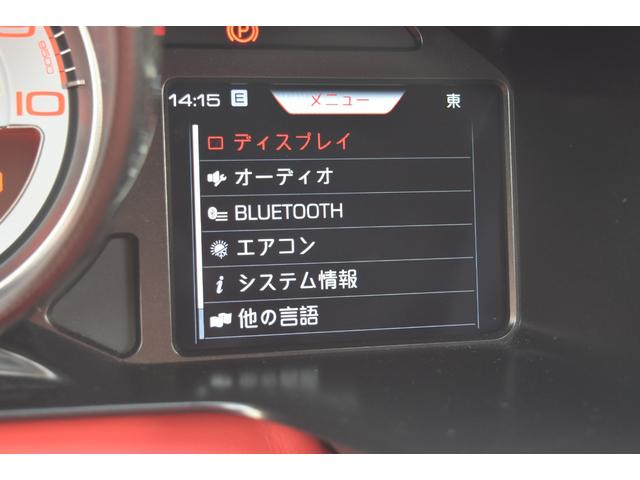 14:15 E メニュー 東
ディスプレイ
オーディオ
BLUETOOTH
エアコン
システム情報
他の言語
10
P